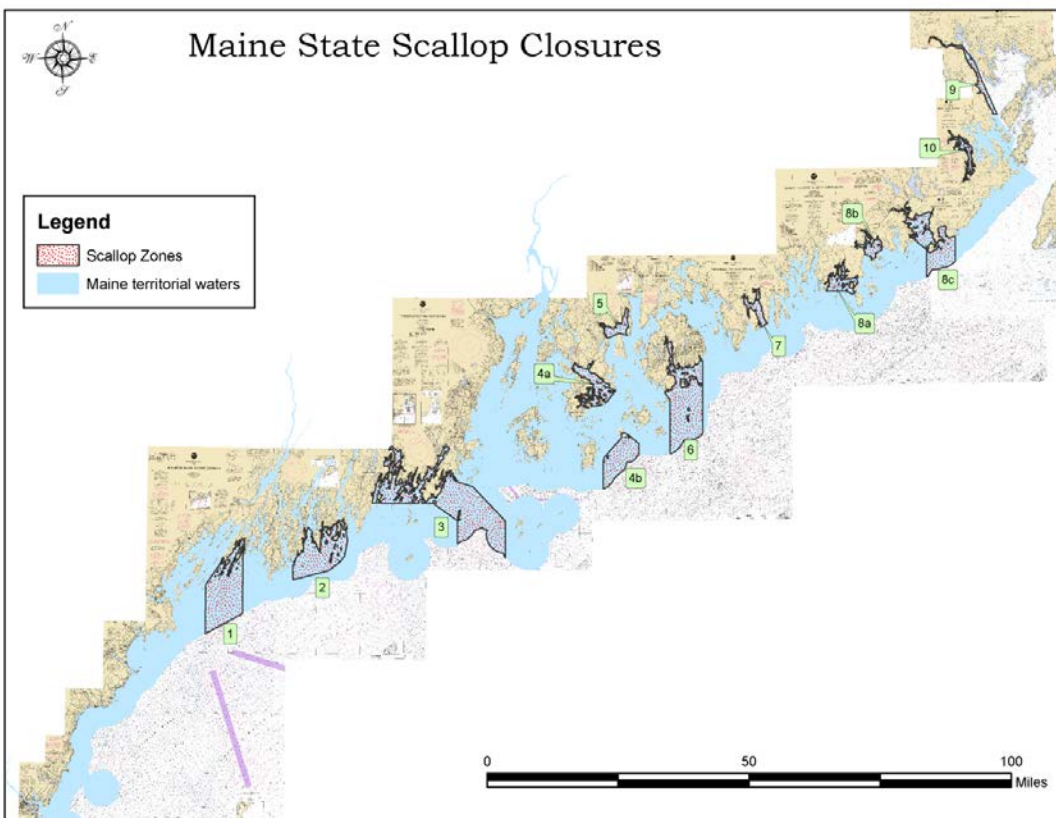 Maine State Scallop Closures
N
W E
S
9
10
Legend
Scallop Zones
Maine territorial waters
8b
8c
5
8a
7
4a
6
4b
3
2
1
0 50 100
Miles